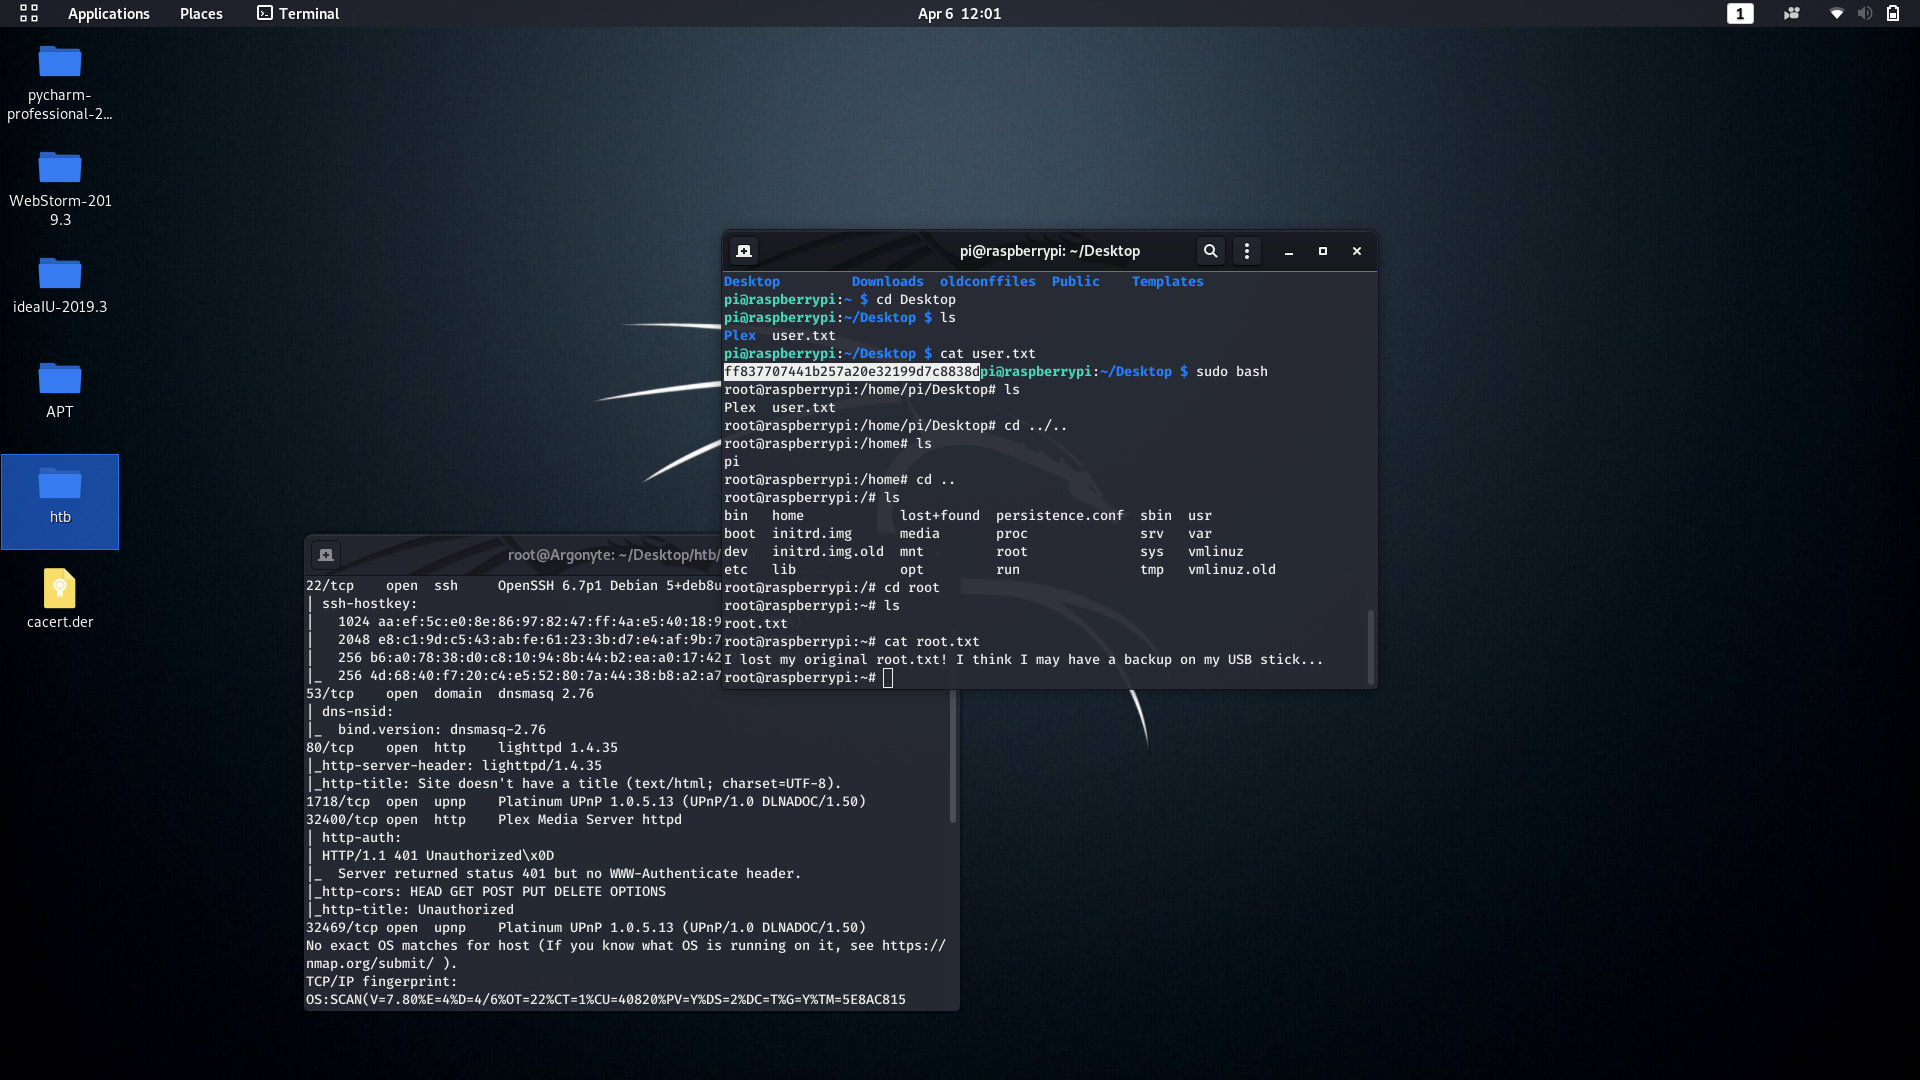 Applications Places Terminal Apr 6 12:01 1
pycharm-
professional-2...
WebStorm-201
9.3
ideaIU-2019.3
APT
htb
cacert.der
pi@raspberrypi: ~/Desktop
Desktop Downloads oldconffiles Public Templates
pi@raspberrypi:~ $ cd Desktop
pi@raspberrypi:~/Desktop $ ls
Plex user.txt
pi@raspberrypi:~/Desktop $ cat user.txt
ff837707441b257a20e32199d7c8838dpi@raspberrypi:~/Desktop $ sudo bash
root@raspberrypi:/home/pi/Desktop# ls
Plex user.txt
root@raspberrypi:/home/pi/Desktop# cd ../..
root@raspberrypi:/home# ls
pi
root@raspberrypi:/home# cd ..
root@raspberrypi:/# ls
bin home lost+found persistence.conf sbin usr
boot initrd.img media proc srv var
dev initrd.img.old mnt root sys vmlinuz
etc lib opt run tmp vmlinuz.old
root@raspberrypi:/# cd root
root@raspberrypi:~# ls
root.txt
root@raspberrypi:~# cat root.txt
I lost my original root.txt! I think I may have a backup on my USB stick...
root@raspberrypi:~#
root@Argonyte: ~/Desktop/htb/
22/tcp open ssh OpenSSH 6.7p1 Debian 5+deb8u
| ssh-hostkey:
| 1024 aa:ef:5c:e0:8e:86:97:82:47:ff:4a:e5:40:18:9
| 2048 e8:c1:9d:c5:43:ab:fe:61:23:3b:d7:e4:af:9b:7
| 256 b6:a0:78:38:d0:c8:10:94:8b:44:b2:ea:a0:17:42
|_ 256 4d:68:40:f7:20:c4:e5:52:80:7a:44:38:b8:a2:a7
53/tcp open domain dnsmasq 2.76
| dns-nsid:
|_ bind.version: dnsmasq-2.76
80/tcp open http lighttpd 1.4.35
|_http-server-header: lighttpd/1.4.35
|_http-title: Site doesn't have a title (text/html; charset=UTF-8).
1718/tcp open upnp Platinum UPnP 1.0.5.13 (UPnP/1.0 DLNADOC/1.50)
32400/tcp open http Plex Media Server httpd
| http-auth:
| HTTP/1.1 401 Unauthorized\x0D
|_ Server returned status 401 but no WWW-Authenticate header.
|_http-cors: HEAD GET POST PUT DELETE OPTIONS
|_http-title: Unauthorized
32469/tcp open upnp Platinum UPnP 1.0.5.13 (UPnP/1.0 DLNADOC/1.50)
No exact OS matches for host (If you know what OS is running on it, see https://
nmap.org/submit/ ).
TCP/IP fingerprint:
OS:SCAN(V=7.80%E=4%D=4/6%OT=22%CT=1%CU=40820%PV=Y%DS=2%DC=T%G=Y%TM=5E8AC815